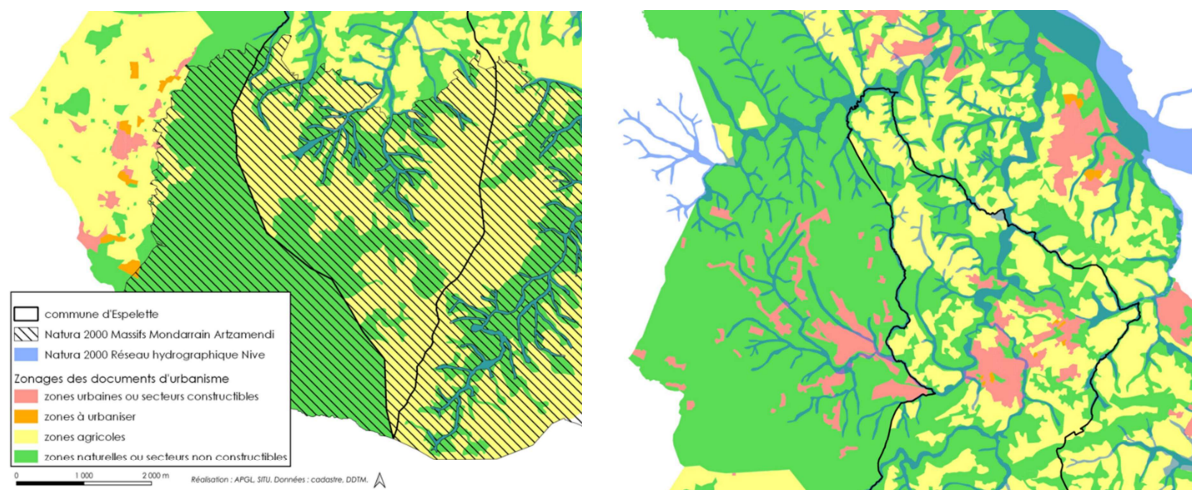 commune d'Espelette
Natura 2000 Massifs Mondarrain Artzamendi
Natura 2000 Réseau hydrographique Nive
Zonages des documents d'urbanisme
zones urbaines ou secteurs constructibles
zones à urbaniser
zones agricoles
zones naturelles ou secteurs non constructibles
0 1 000 2 000 m
Réalisation : APGL, SITU. Données : cadastre, DDTM.